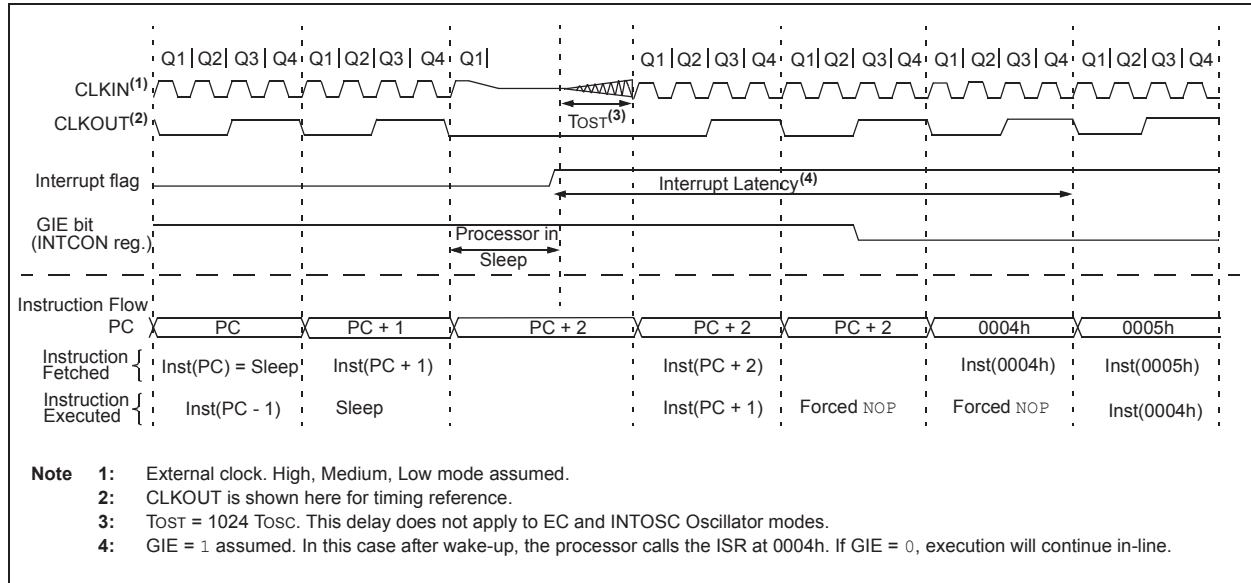 Q1 Q2 Q3 Q4 Q1 Q2 Q3 Q4 Q1 Q1 Q2 Q3 Q4 Q1 Q2 Q3 Q4 Q1 Q2 Q3 Q4 Q1 Q2 Q3 Q4
CLKIN(1)
CLKOUT(2)
TOST(3)
Interrupt flag
Interrupt Latency(4)
GIE bit
(INTCON reg.)
Processor in
Sleep
Instruction Flow
PC PC PC + 1 PC + 2 PC + 2 PC + 2 0004h 0005h
Instruction
Fetched { Inst(PC) = Sleep Inst(PC + 1) Inst(PC + 2) Inst(0004h) Inst(0005h)
Instruction
Executed { Inst(PC - 1) Sleep Inst(PC + 1) Forced NOP Forced NOP Inst(0004h)
Note 1: External clock. High, Medium, Low mode assumed.
2: CLKOUT is shown here for timing reference.
3: TOST = 1024 TOSC. This delay does not apply to EC and INTOSC Oscillator modes.
4: GIE = 1 assumed. In this case after wake-up, the processor calls the ISR at 0004h. If GIE = 0, execution will continue in-line.